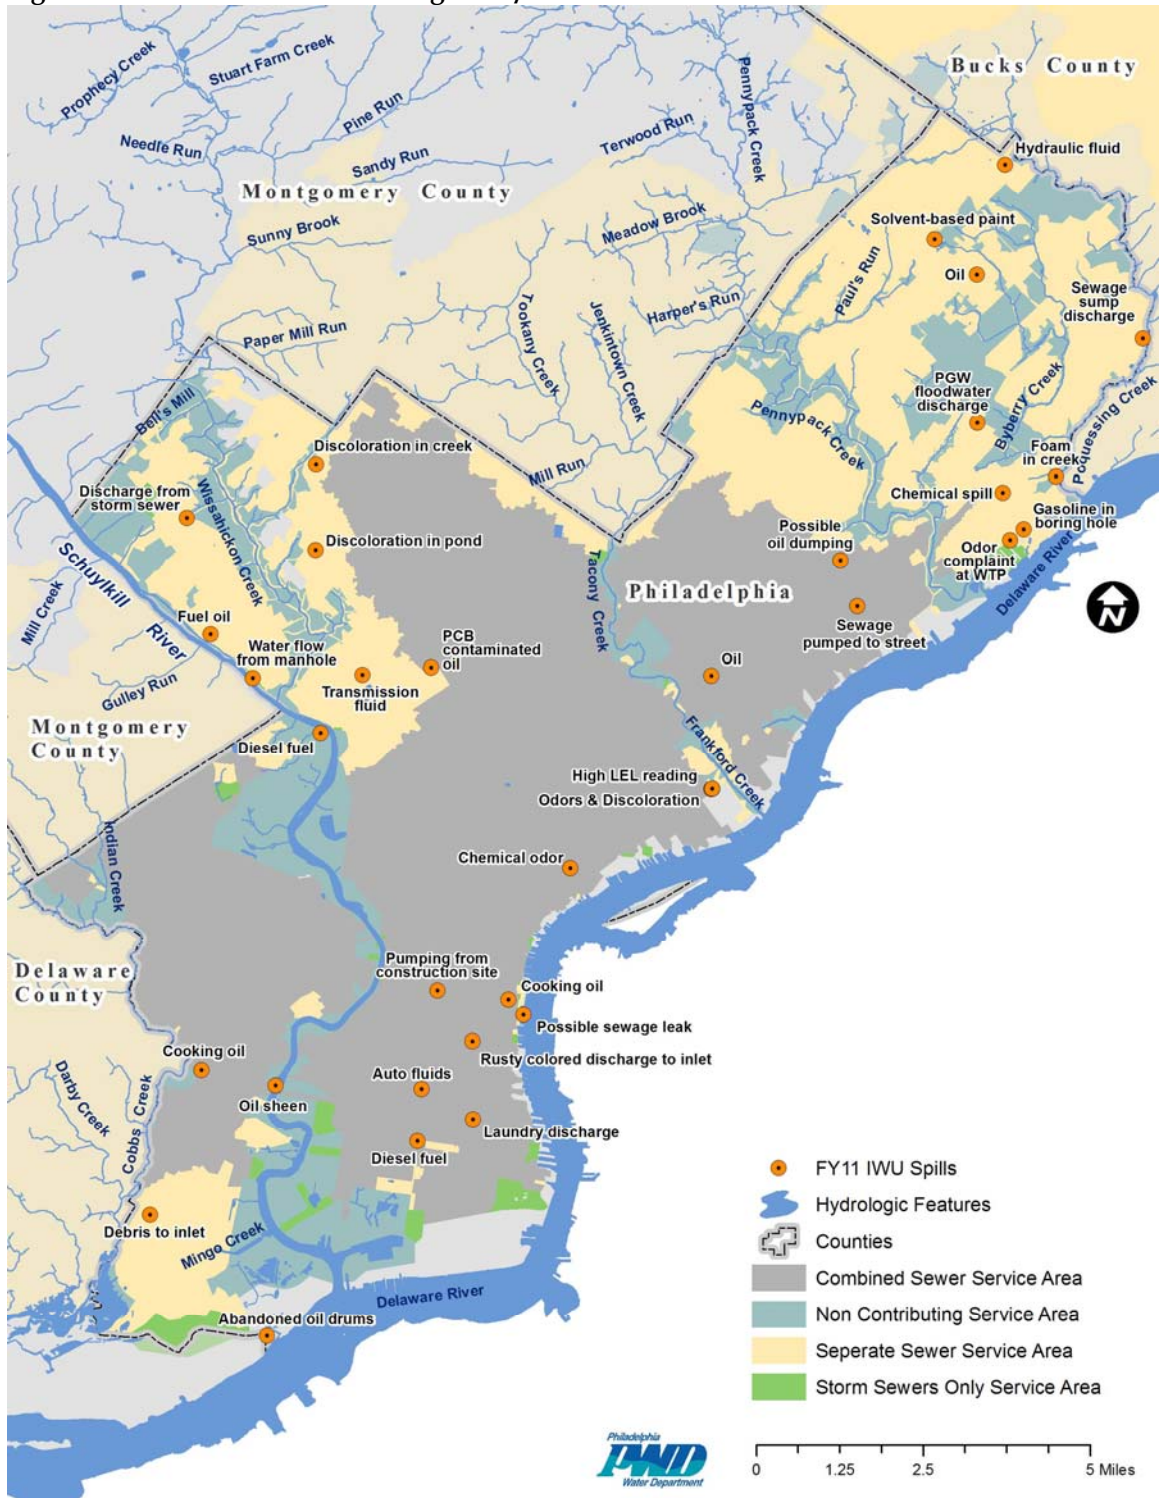 Bucks County
Prophecy Creek
Stuart Farm Creek
Pennypack Creek
Pine Run
Needle Run
Terwood Run
Hydraulic fluid
Sandy Run
Montgomery County
Solvent-based paint
Meadow Brook
Sunny Brook
Paul's Run
Oil
Sewage
sump
discharge
Harper's Run
Tookany Creek
Jenkintown Creek
Paper Mill Run
PGW
floodwater
discharge
Byberry Creek
Poquessing Creek
Bell's Mill
Pennypack Creek
Discoloration in creek
Foam
in creek
Mill Run
Wissahickon Creek
Discharge from
storm sewer
Chemical spill
Gasoline in
boring hole
Possible
oil dumping
Discoloration in pond
Odor
complaint
at WTP
Delaware River
Schuylkill
River
Tacony Creek
Philadelphia
N
Mill Creek
Fuel oil
Sewage
pumped to street
Water flow
from manhole
PCB
contaminated
oil
Oil
Gulley Run
Transmission
fluid
Montgomery
County
Diesel fuel
Frankford Creek
High LEL reading
Odors & Discoloration
Indian Creek
Chemical odor
Delaware
County
Pumping from
construction site
Cooking oil
Possible sewage leak
Cooking oil
Rusty colored discharge to inlet
Darby Creek
Cobbs Creek
Auto fluids
Oil sheen
Laundry discharge
Diesel fuel
Debris to inlet
Mingo Creek
Delaware River
Abandoned oil drums
FY11 IWU Spills
Hydrologic Features
Counties
Combined Sewer Service Area
Non Contributing Service Area
Seperate Sewer Service Area
Storm Sewers Only Service Area
Philadelphia
PWD
Water Department
0 1.25 2.5 5 Miles